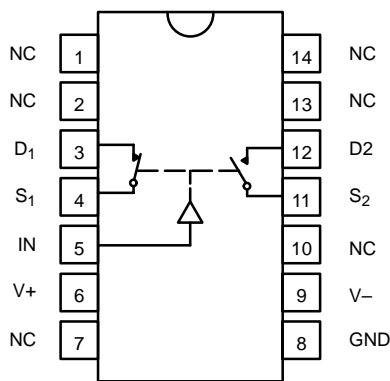 NC 1 14 NC
NC 2 13 NC
D1 3 12 D2
S1 4 11 S2
IN 5 10 NC
V+ 6 9 V–
NC 7 8 GND